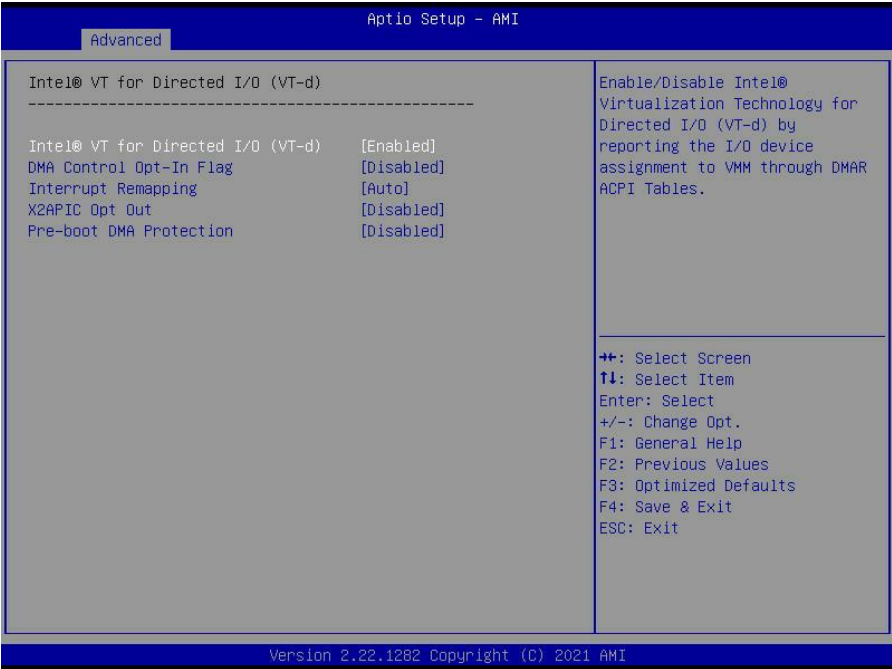 Aptio Setup - AMI
Advanced
Intel® VT for Directed I/O (VT-d)
--------------------------------------------------
Intel® VT for Directed I/O (VT-d) [Enabled]
DMA Control Opt-In Flag [Disabled]
Interrupt Remapping [Auto]
X2APIC Opt Out [Disabled]
Pre-boot DMA Protection [Disabled]
Enable/Disable Intel®
Virtualization Technology for
Directed I/O (VT-d) by
reporting the I/O device
assignment to VMM through DMAR
ACPI Tables.
→←: Select Screen
↑↓: Select Item
Enter: Select
+/-: Change Opt.
F1: General Help
F2: Previous Values
F3: Optimized Defaults
F4: Save & Exit
ESC: Exit
Version 2.22.1282 Copyright (C) 2021 AMI